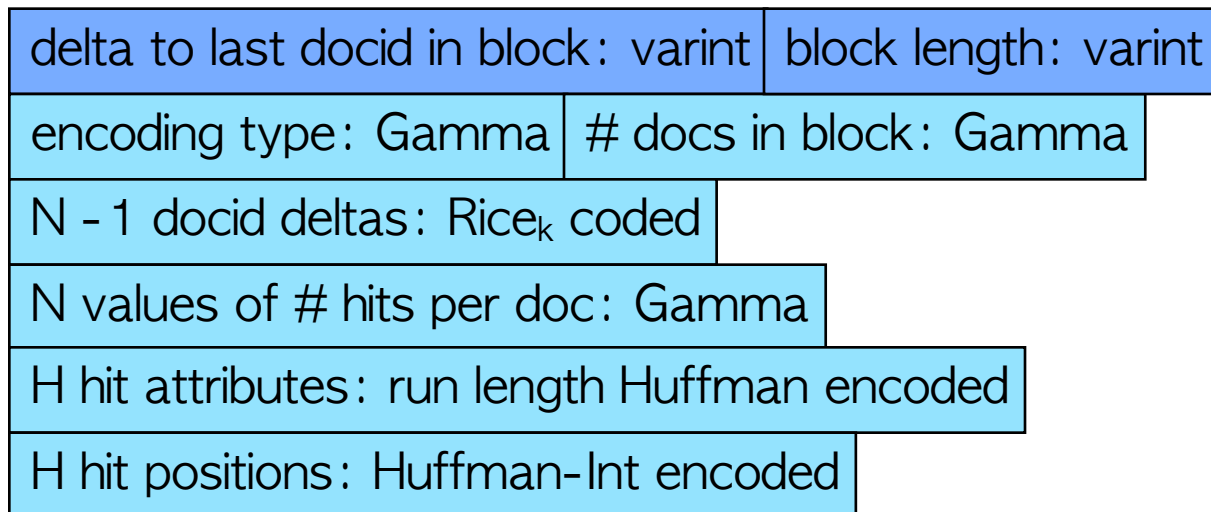 delta to last docid in block: varint block length: varint
encoding type: Gamma # docs in block: Gamma
N - 1 docid deltas: Riceₖ coded
N values of # hits per doc: Gamma
H hit attributes: run length Huffman encoded
H hit positions: Huffman-Int encoded